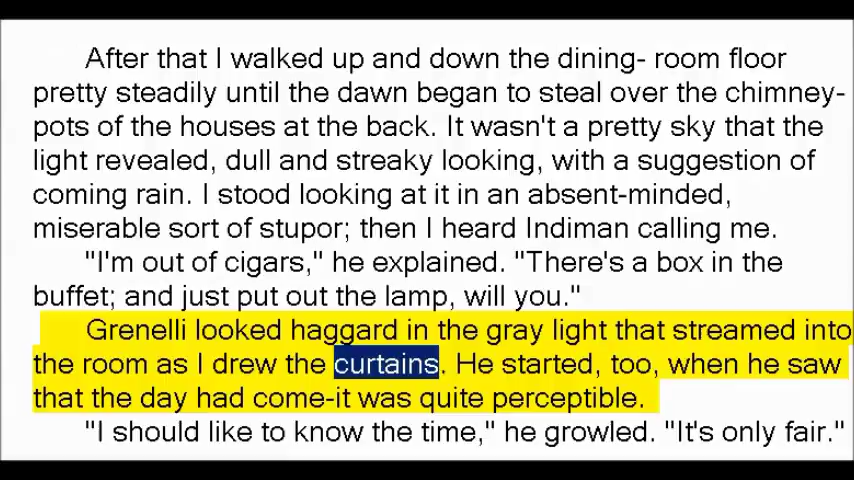 After that I walked up and down the dining- room floor
pretty steadily until the dawn began to steal over the chimney-
pots of the houses at the back. It wasn't a pretty sky that the
light revealed, dull and streaky looking, with a suggestion of
coming rain. I stood looking at it in an absent-minded,
miserable sort of stupor; then I heard Indiman calling me.
"I'm out of cigars," he explained. "There's a box in the
buffet; and just put out the lamp, will you."
Grenelli looked haggard in the gray light that streamed into
the room as I drew the curtains. He started, too, when he saw
that the day had come-it was quite perceptible.
"I should like to know the time," he growled. "It's only fair."